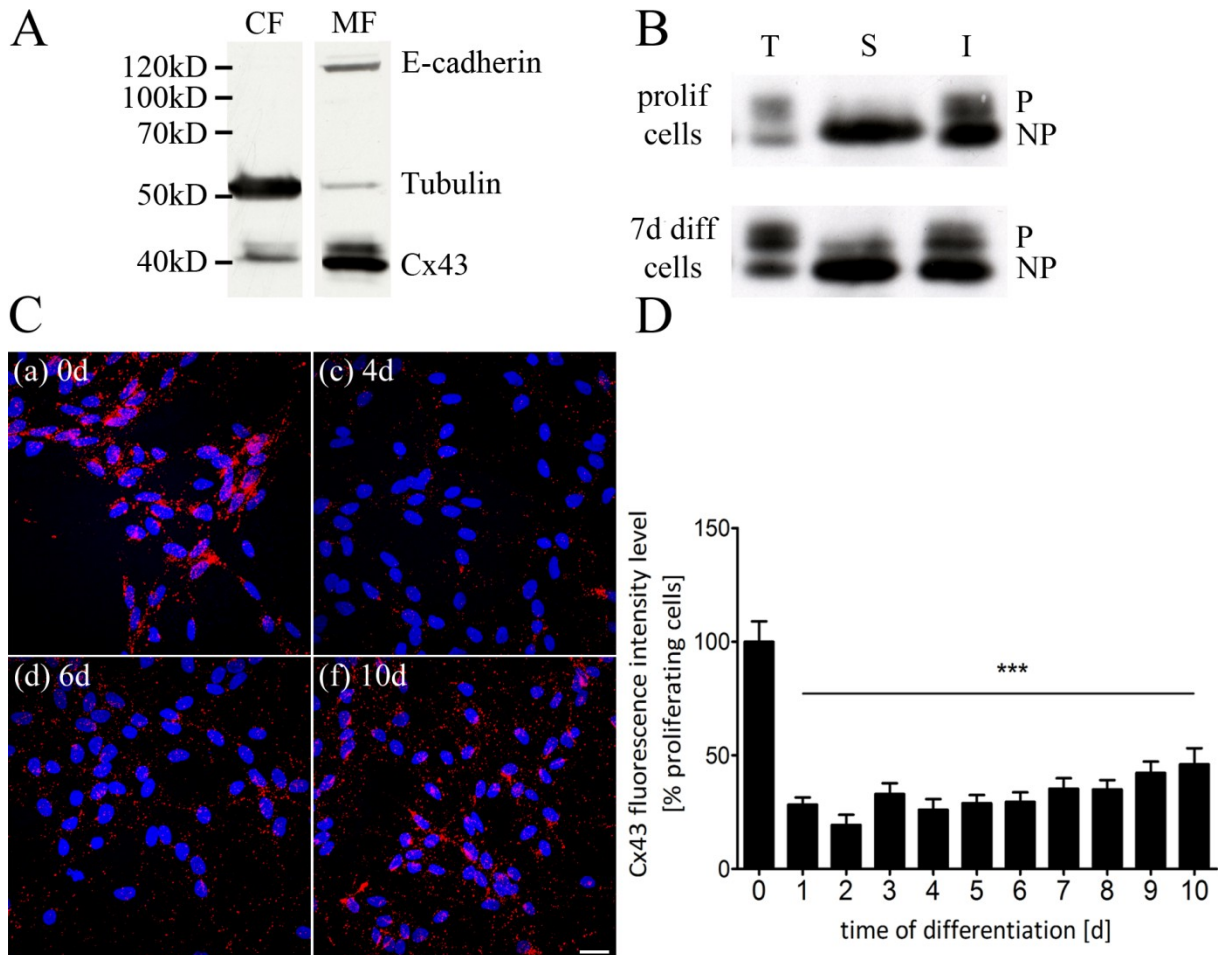 A
CF MF
120kD
100kD
70kD
50kD
40kD
E-cadherin
Tubulin
Cx43
B
T S I
prolif
cells
P
NP
7d diff
cells
P
NP
C
(a) 0d
(c) 4d
(d) 6d
(f) 10d
D
Cx43 fluorescence intensity level
[% proliferating cells]
150
100
50
0
***
0 1 2 3 4 5 6 7 8 9 10
time of differentiation [d]